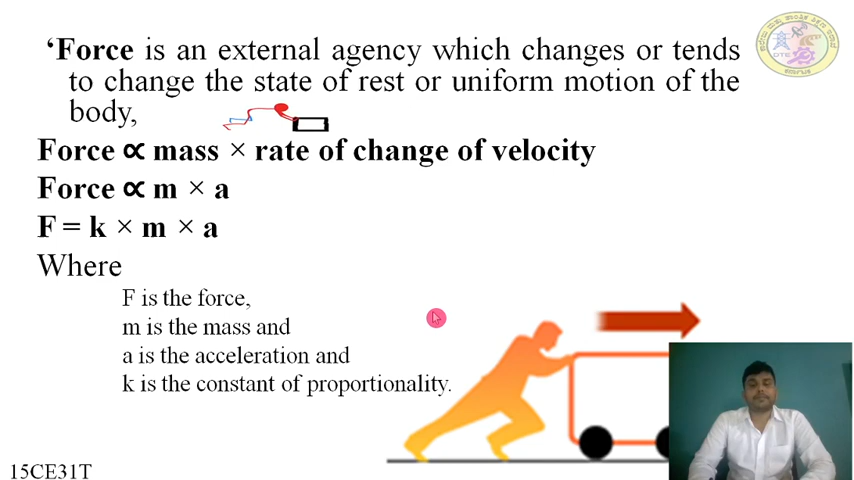 ‘Force is an external agency which changes or tends
to change the state of rest or uniform motion of the
body,
Force ∝ mass × rate of change of velocity
Force ∝ m × a
F = k × m × a
Where
F is the force,
m is the mass and
a is the acceleration and
k is the constant of proportionality.
15CE31T
DTE